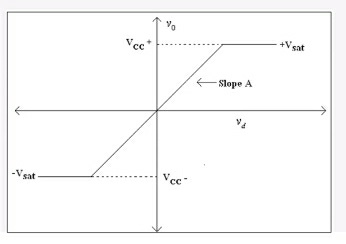 v0
VCC +
+Vsat
Slope A
vd
-Vsat
VCC -